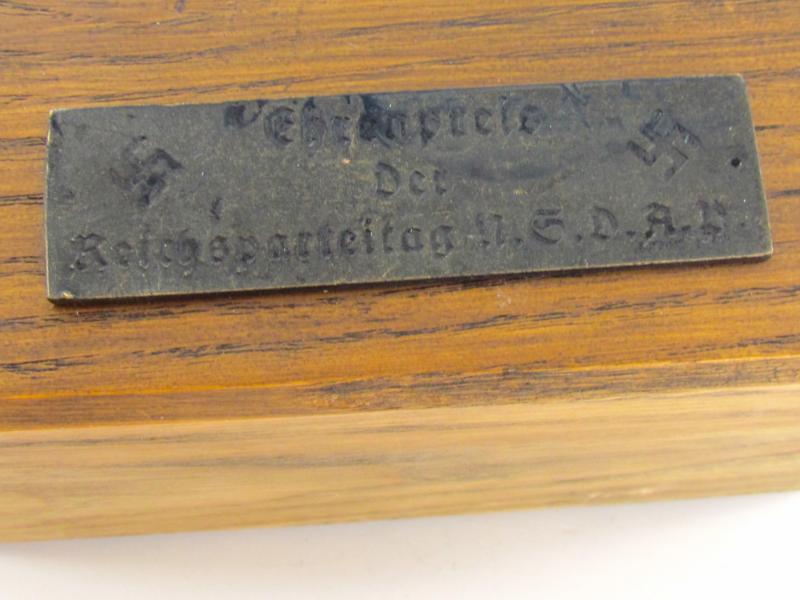 Ehrenpreis
Der
Reichsparteitag N.S.D.A.P.